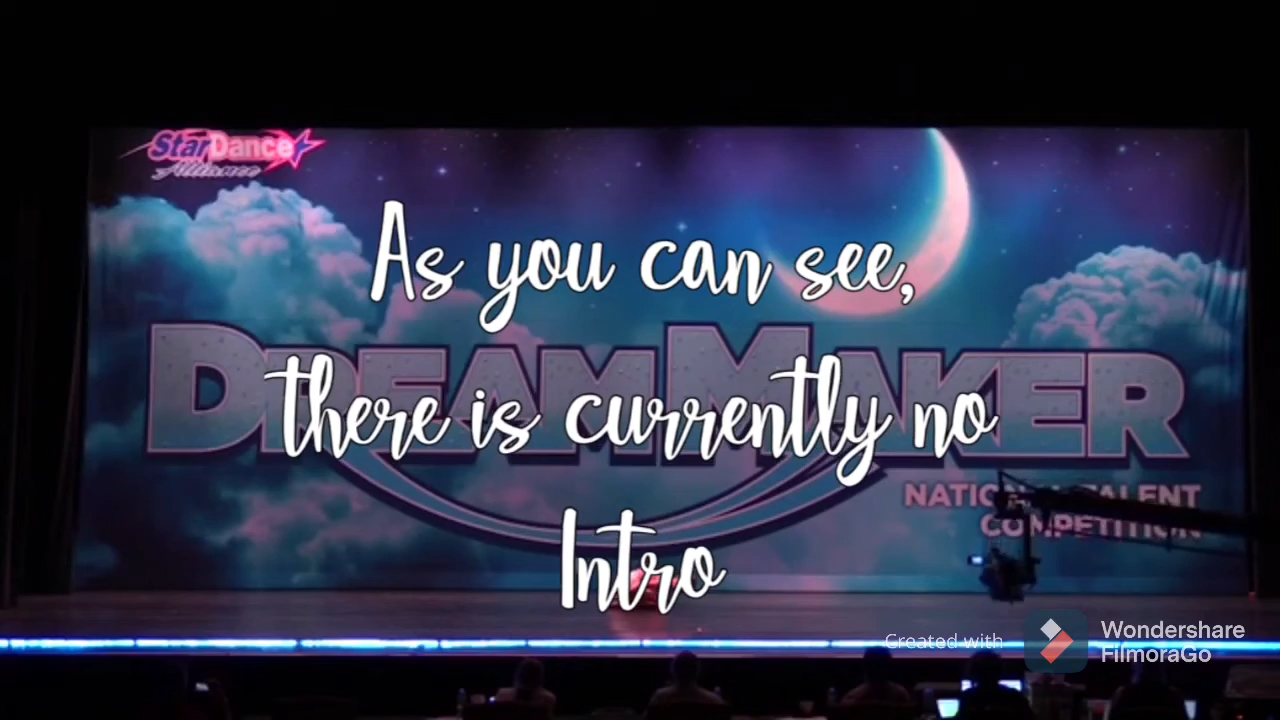 StarDance
Alliance
As you can see,
DREAMMAKER
there is currently no
NATIONAL TALENT
COMPETITION
Intro
Created with
Wondershare
FilmoraGo